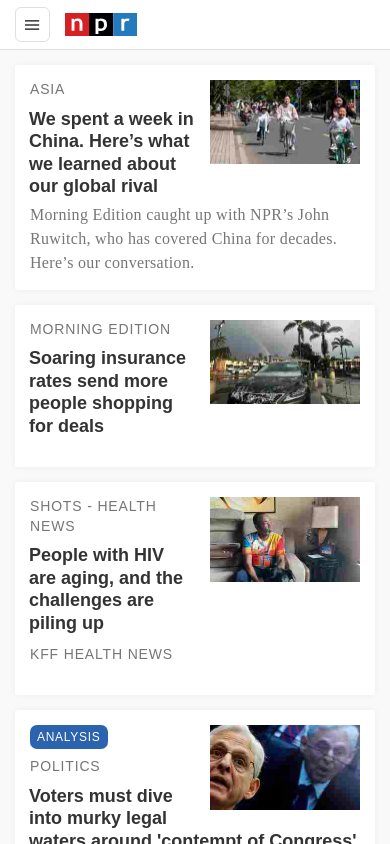 npr
ASIA
We spent a week in
China. Here’s what
we learned about
our global rival
Morning Edition caught up with NPR’s John
Ruwitch, who has covered China for decades.
Here’s our conversation.
MORNING EDITION
Soaring insurance
rates send more
people shopping
for deals
SHOTS - HEALTH
NEWS
People with HIV
are aging, and the
challenges are
piling up
KFF HEALTH NEWS
ANALYSIS
POLITICS
Voters must dive
into murky legal
waters around 'contempt of Congress'